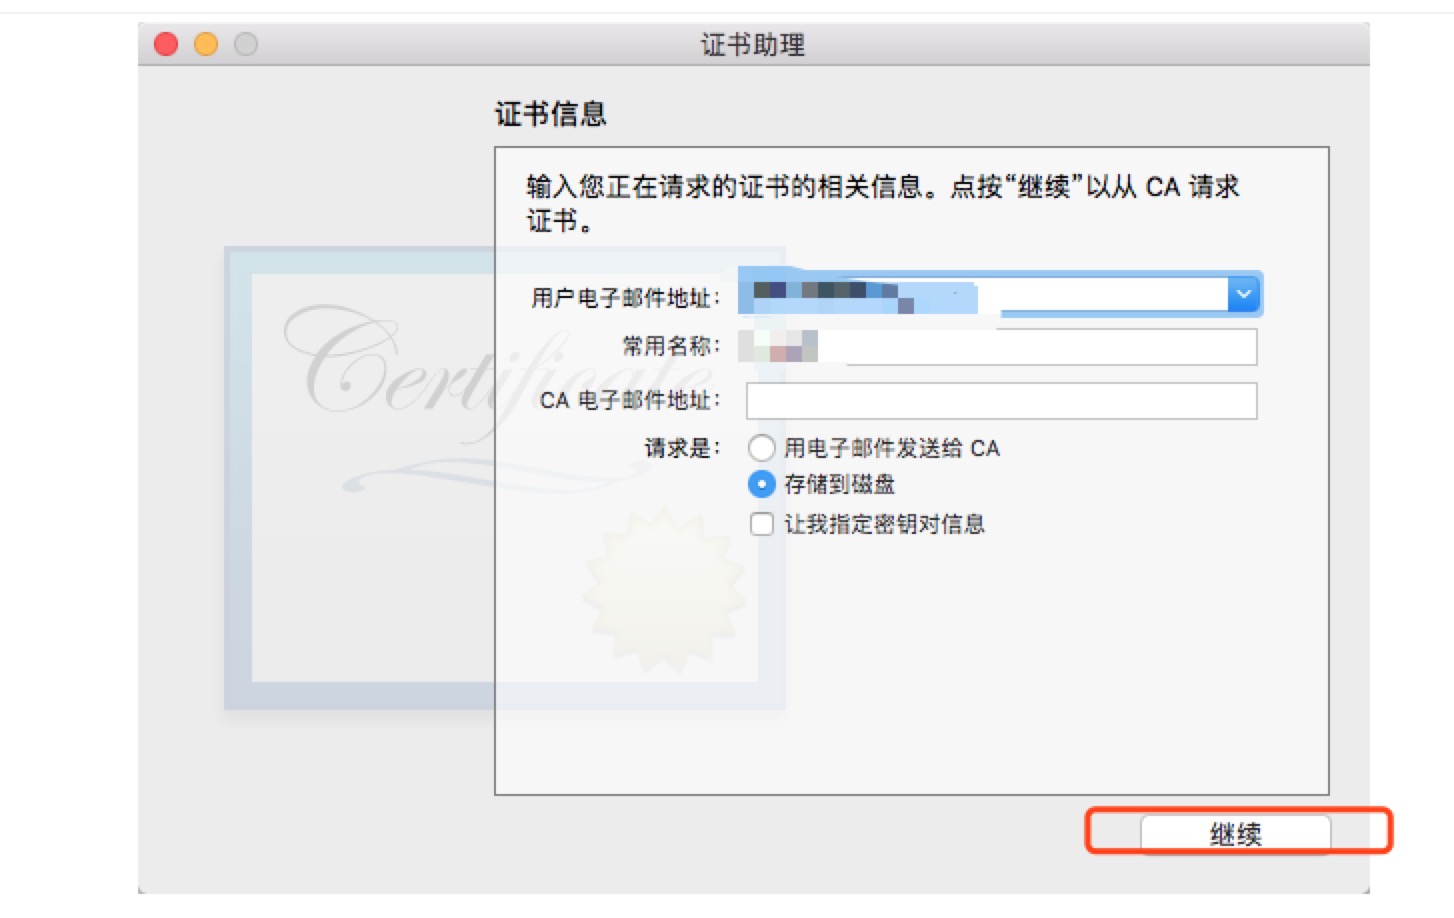 证书助理
证书信息
输入您正在请求的证书的相关信息。点按“继续”以从 CA 请求
证书。
用户电子邮件地址：
常用名称：
Certificate
CA 电子邮件地址：
请求是：
用电子邮件发送给 CA
存储到磁盘
让我指定密钥对信息
继续